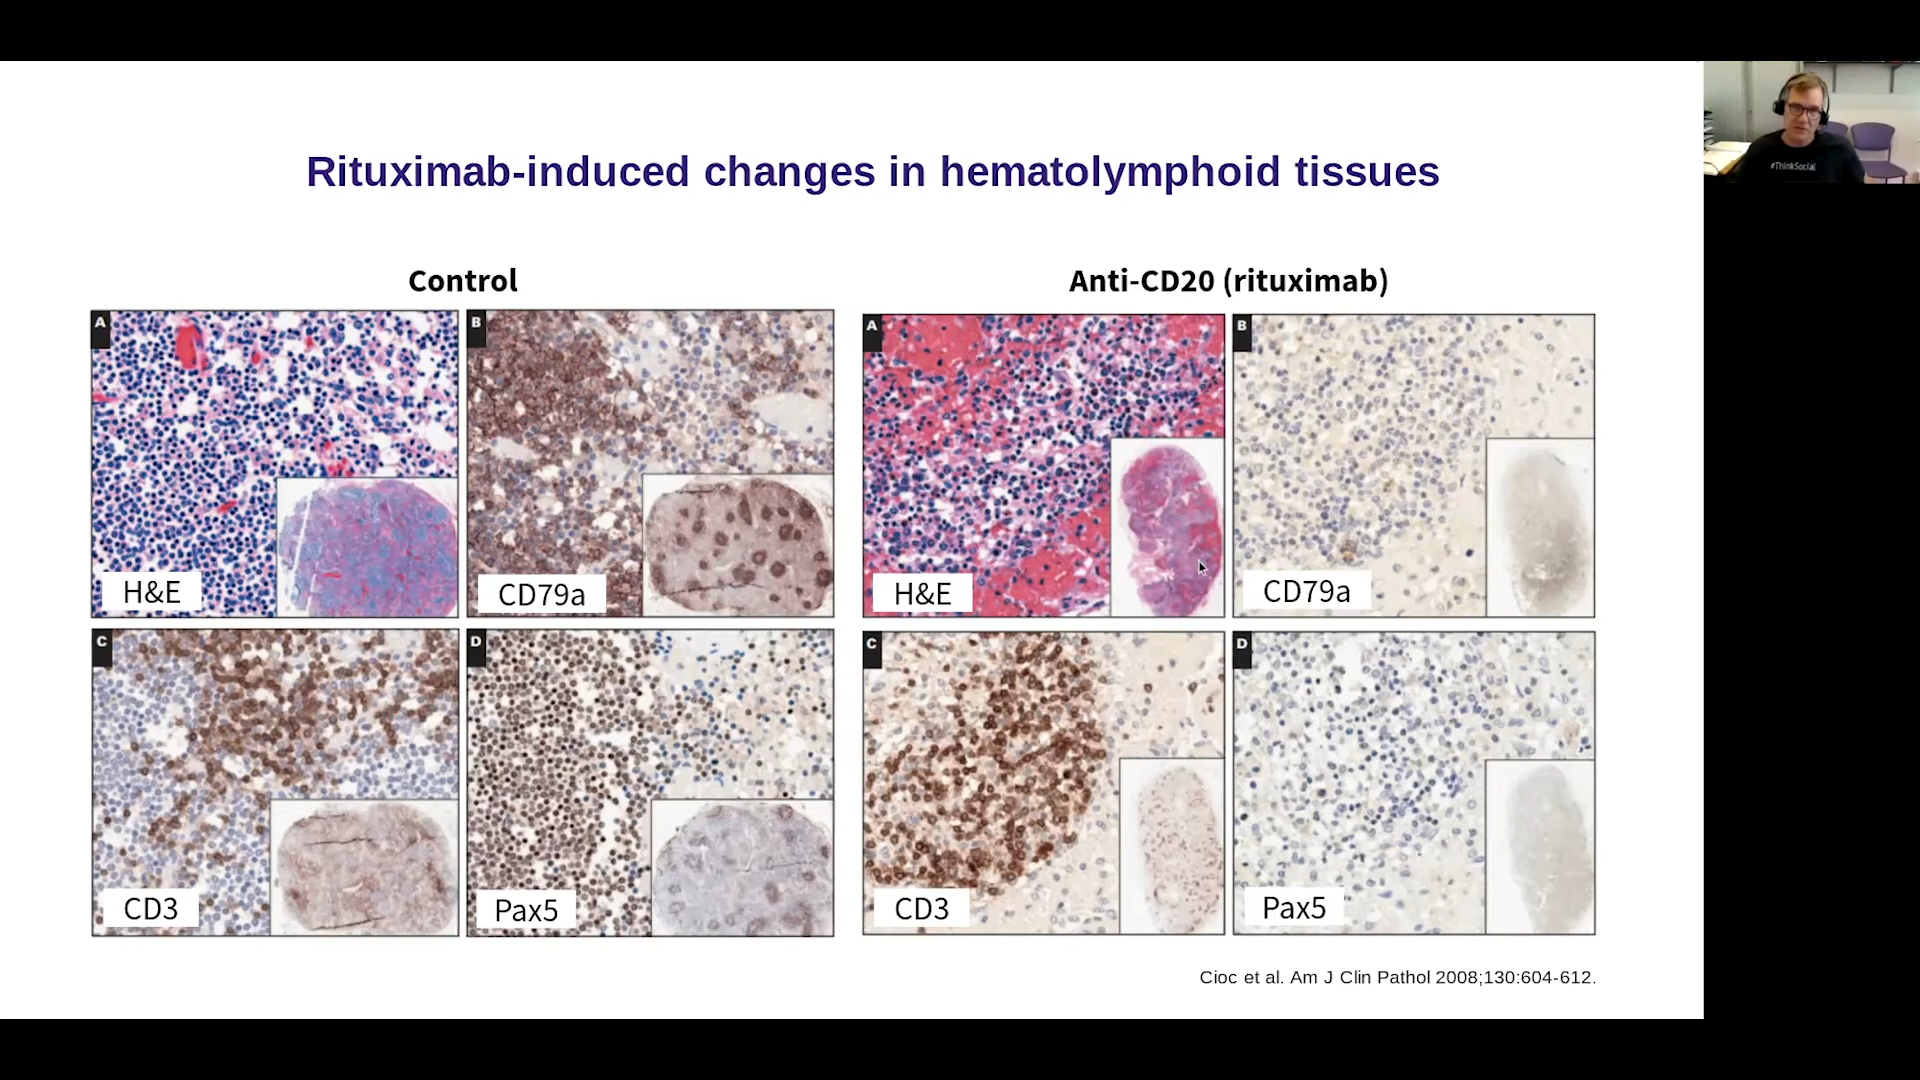 Rituximab-induced changes in hematolymphoid tissues
#ThinkSocial
Control
Anti-CD20 (rituximab)
A
B
A
B
H&E
CD79a
H&E
CD79a
C
D
C
D
CD3
Pax5
CD3
Pax5
Cioc et al. Am J Clin Pathol 2008;130:604-612.